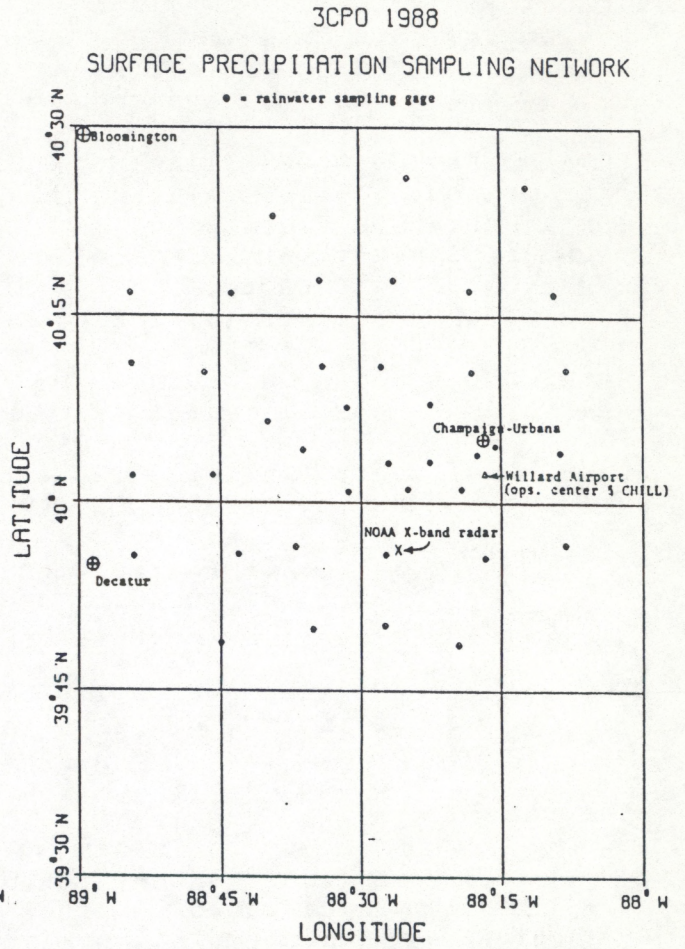 3CPO 1988
SURFACE PRECIPITATION SAMPLING NETWORK
• = rainwater sampling gage
40° 30 'N
Bloomington
40° 15 'N
Champaign-Urbana
Willard Airport
(ops. center & CHILL)
40° N
NOAA X-band radar
X
Decatur
39° 45 'N
39° 30 'N
LATITUDE
89° W
88° 45 'W
88° 30 'W
88° 15 'W
88° W
LONGITUDE